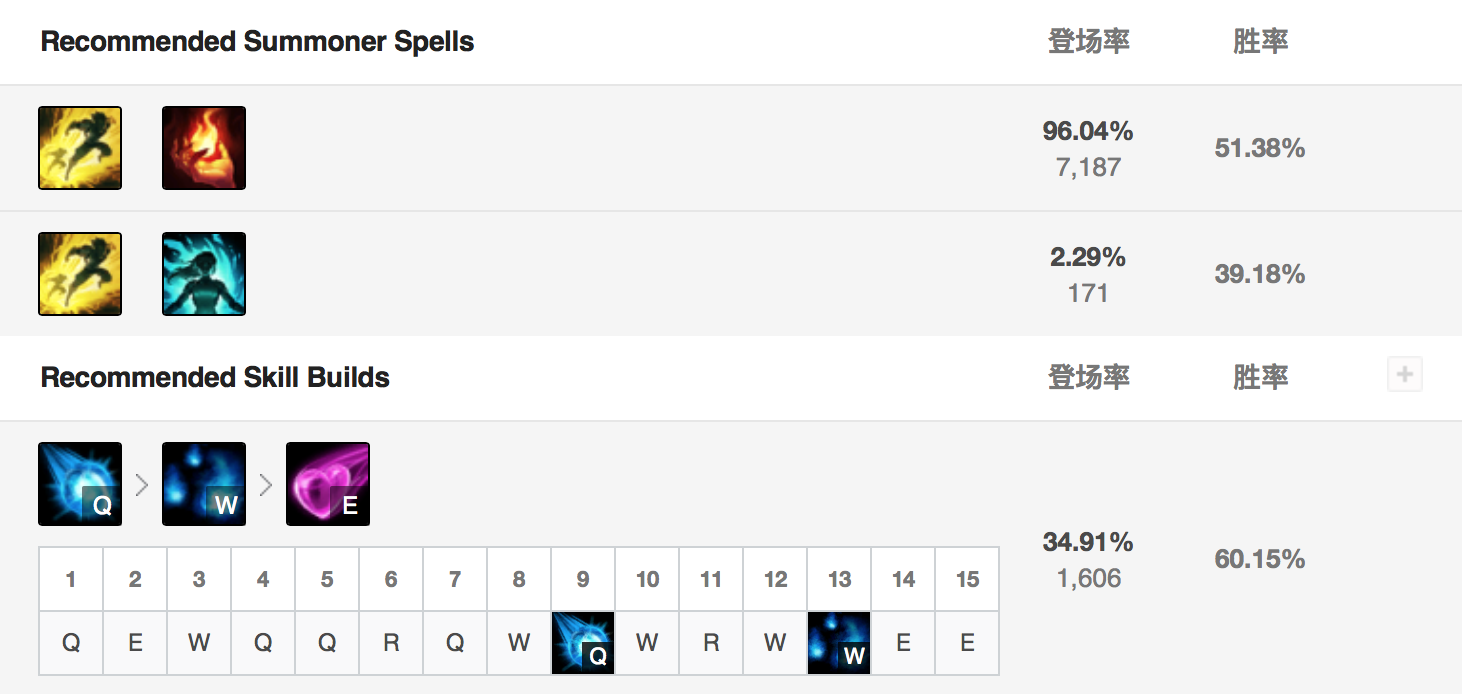 Recommended Summoner Spells 登场率 胜率
96.04%
7,187
51.38%
2.29%
171
39.18%
Recommended Skill Builds 登场率 胜率
Q W E
34.91%
1,606
60.15%
1 2 3 4 5 6 7 8 9 10 11 12 13 14 15
Q E W Q Q R Q W Q W R W W E E